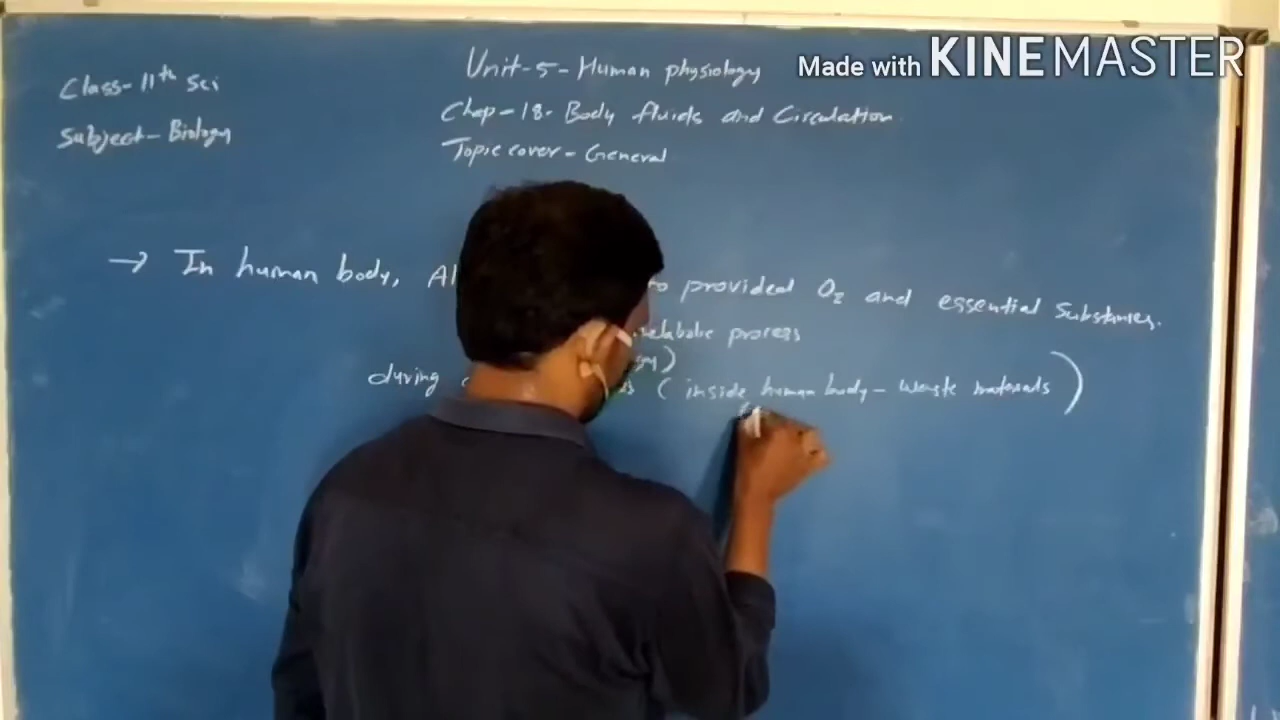 Made with KINEMASTER
Class-11th Sci
Subject-Biology
Unit-5-Human physiology
Chap-18. Body fluids and Circulation
Topic cover-General
→ In human body, Al to provided O2 and essential Substances.
metabolic process
during ( inside human body - waste materials )